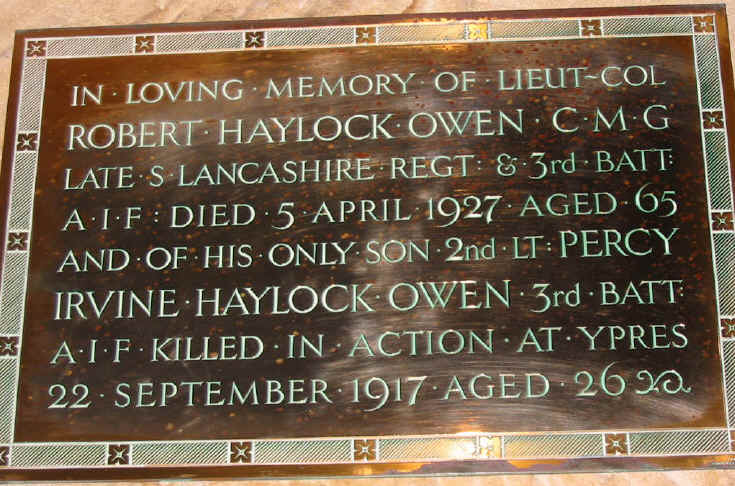 IN · LOVING · MEMORY · OF · LIEUT-COL
ROBERT · HAYLOCK · OWEN · C·M·G
LATE · S · LANCASHIRE · REGT · & · 3rd · BATT:
A·I·F : DIED · 5 · APRIL · 1927 · AGED · 65
AND · OF · HIS · ONLY · SON · 2nd · LT: PERCY
IRVINE · HAYLOCK · OWEN · 3rd · BATT:
A·I·F · KILLED · IN · ACTION · AT · YPRES
22 · SEPTEMBER · 1917 · AGED · 26